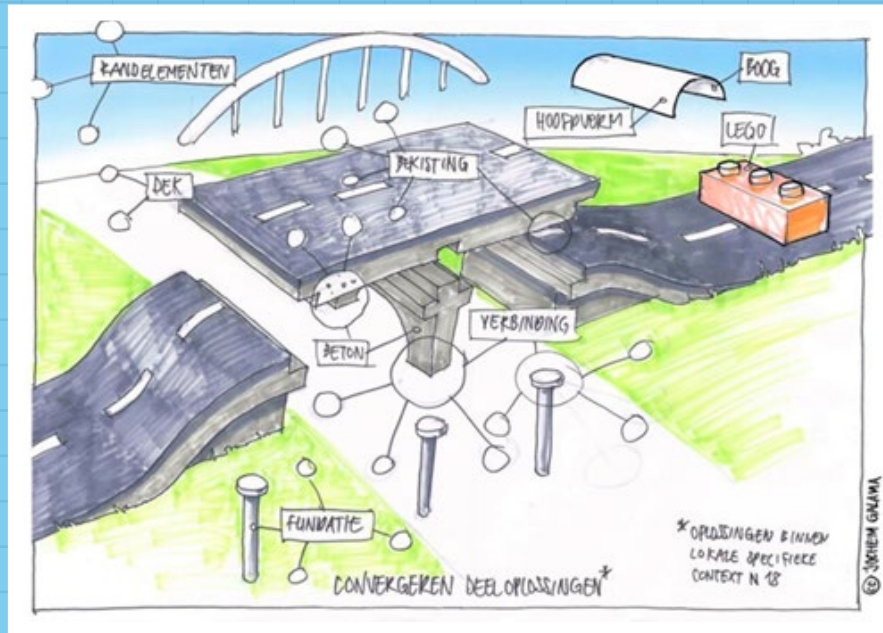 RANDELEMENTEN
BOOG
HOOFDVORM
LEGO
BEKISTING
DEK
VERBINDING
BETON
FUNDATIE
CONVERGEREN DEELOPLOSSINGEN*
* OPLOSSINGEN BINNEN
LOKALE SPECIFIEKE
CONTEXT N 18
© JOCHEM GALAMA